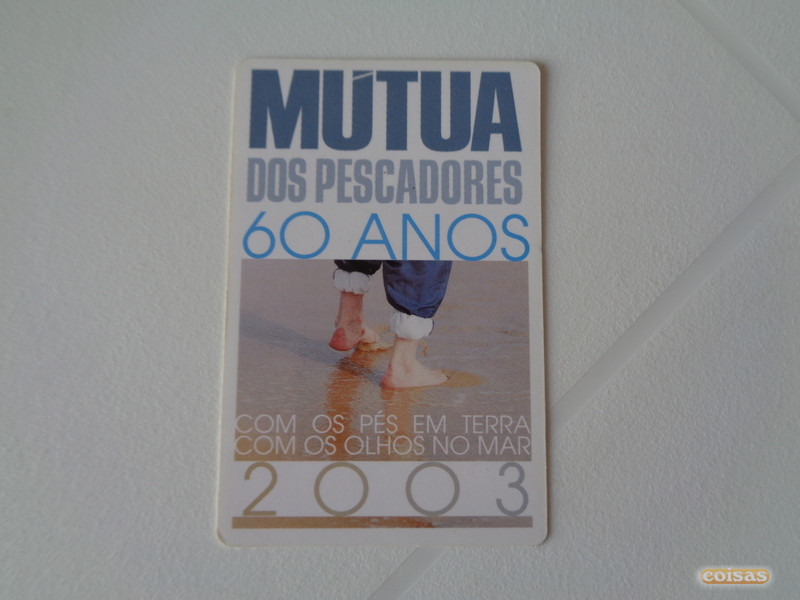 MÚTUA
DOS PESCADORES
60 ANOS
COM OS PÉS EM TERRA
COM OS OLHOS NO MAR
2003
coisas